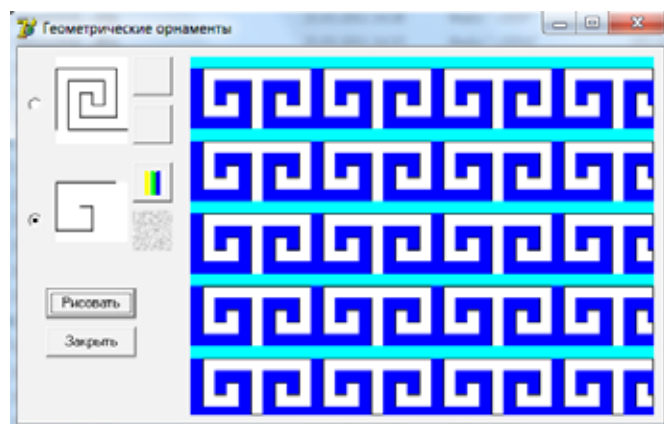 Геометрические орнаменты
Рисовать
Закрыть